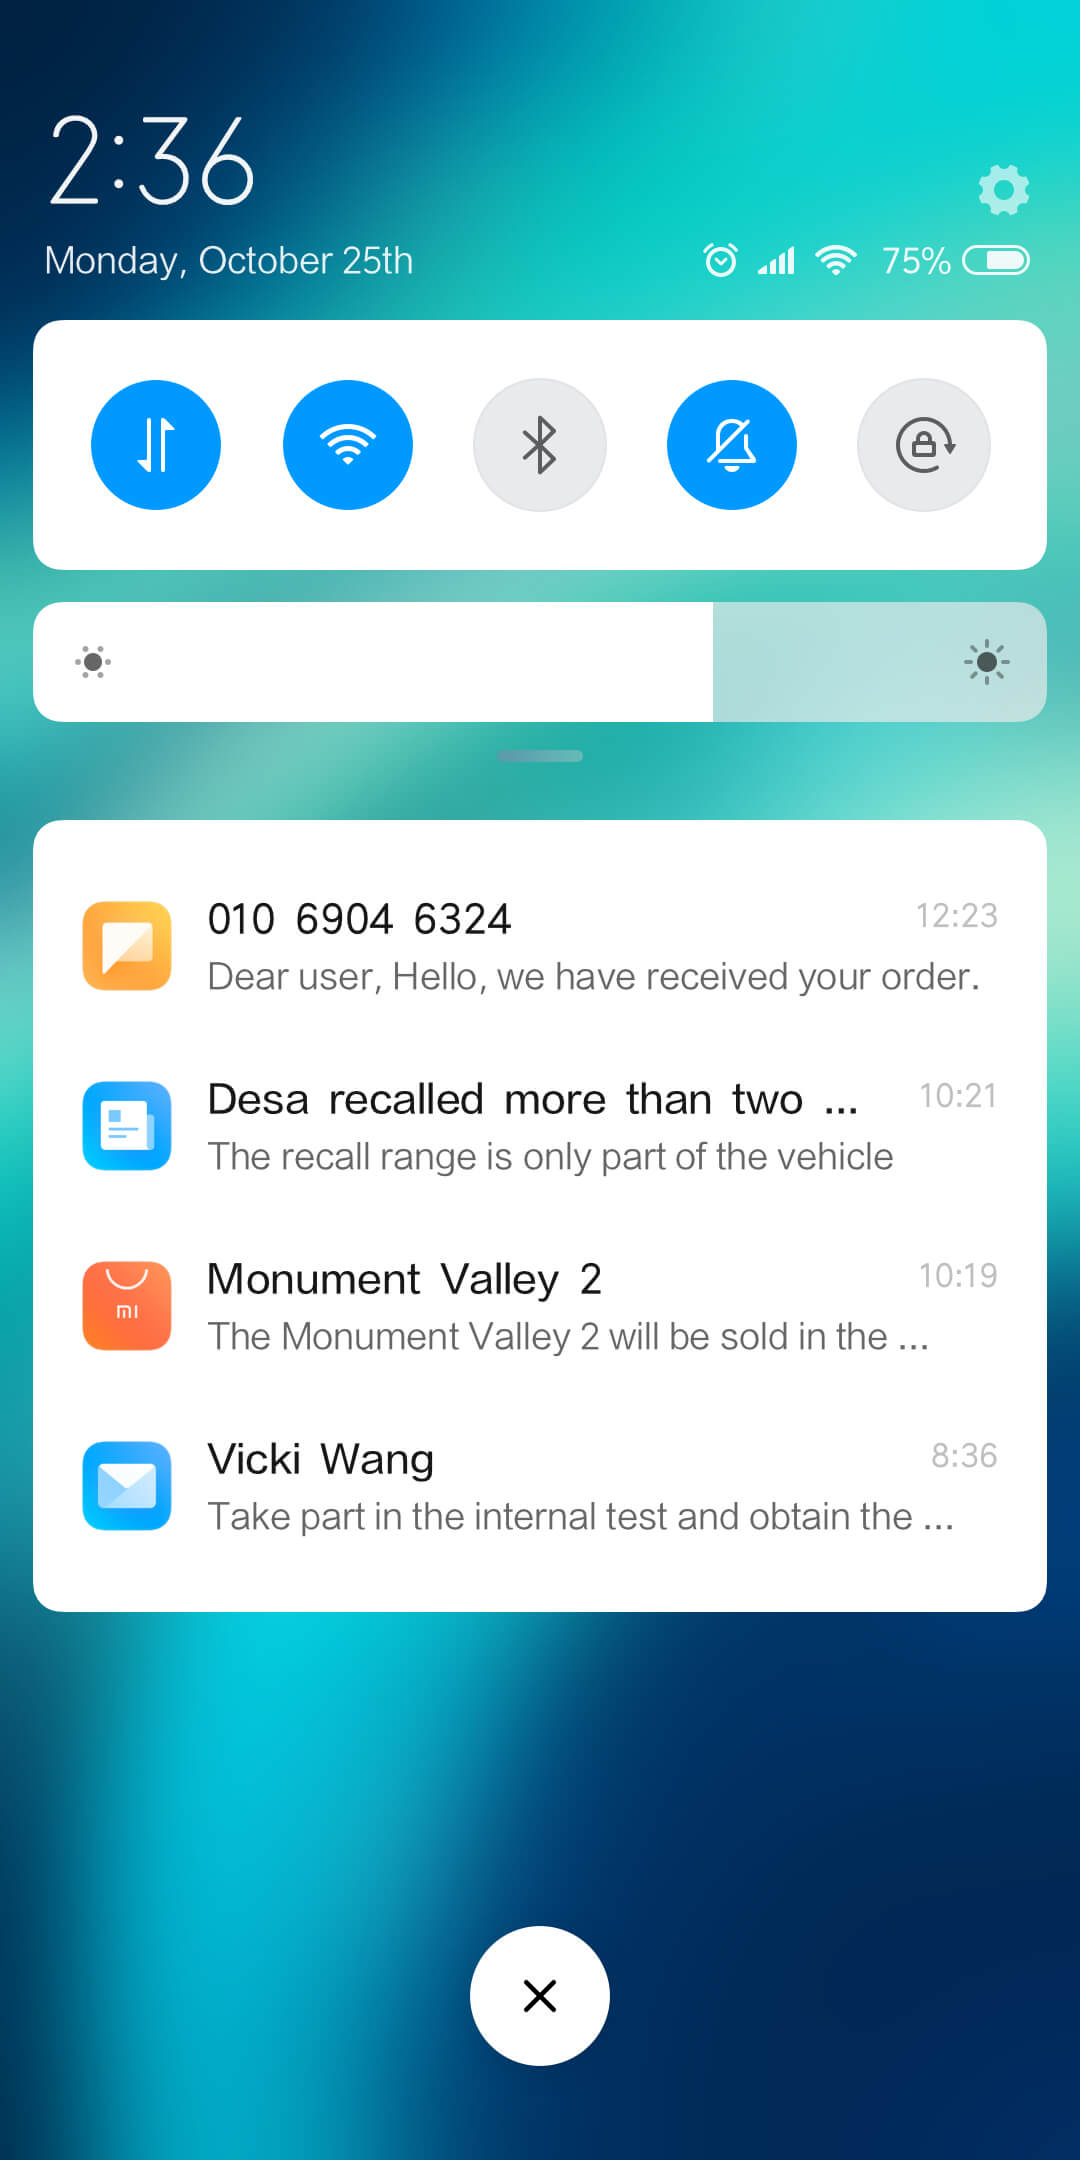 2:36
Monday, October 25th
75%
010 6904 6324
12:23
Dear user, Hello, we have received your order.
Desa recalled more than two ...
10:21
The recall range is only part of the vehicle
MI
Monument Valley 2
10:19
The Monument Valley 2 will be sold in the ...
Vicki Wang
8:36
Take part in the internal test and obtain the ...